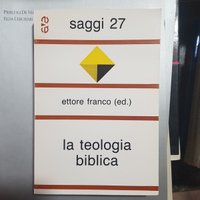 saggi 27
ettore franco (ed.)
la teologia
biblica